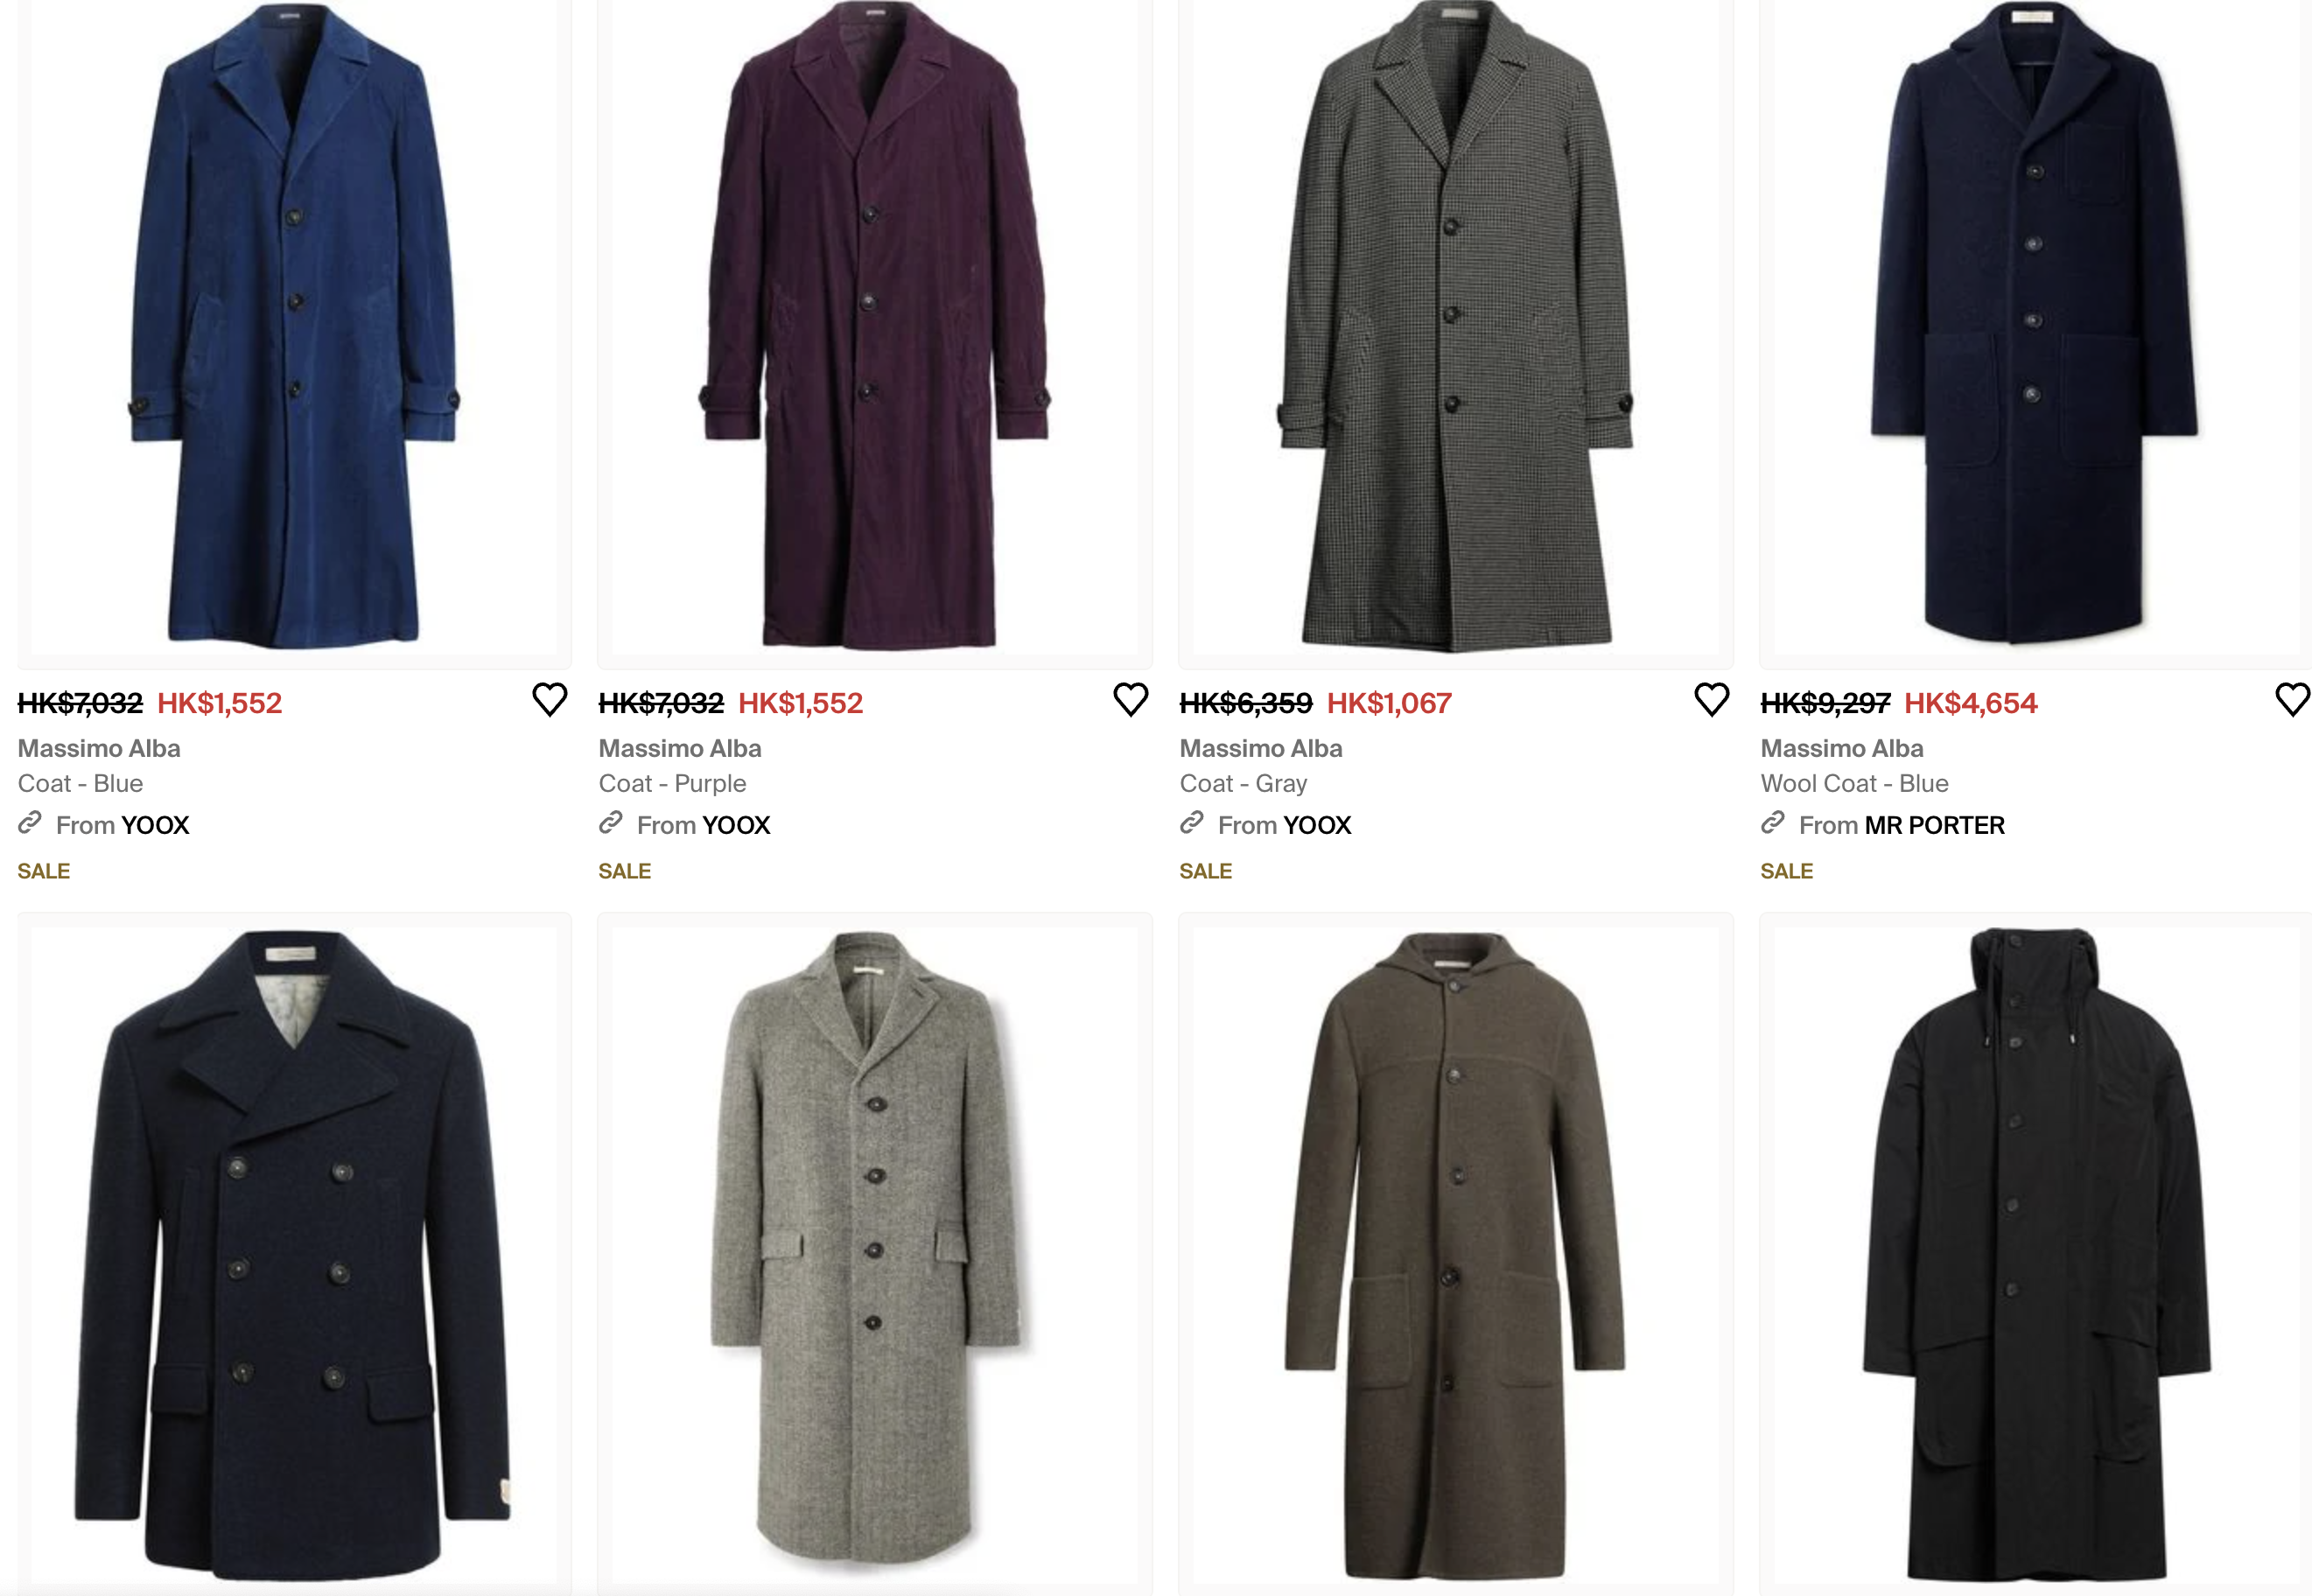 HK$7,032 HK$1,552
Massimo Alba
Coat - Blue
From YOOX
SALE
HK$7,032 HK$1,552
Massimo Alba
Coat - Purple
From YOOX
SALE
HK$6,359 HK$1,067
Massimo Alba
Coat - Gray
From YOOX
SALE
HK$9,297 HK$4,654
Massimo Alba
Wool Coat - Blue
From MR PORTER
SALE